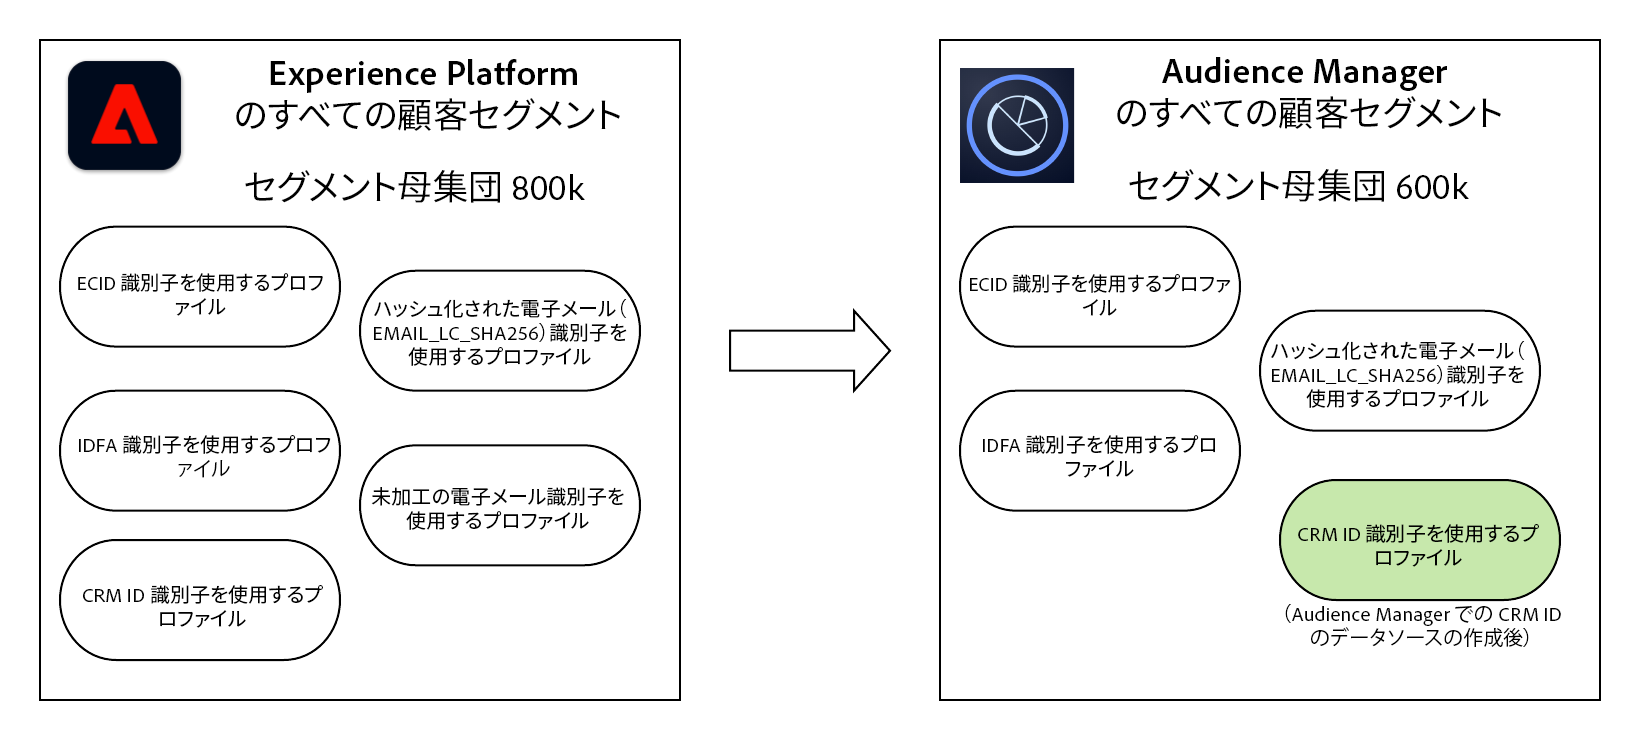 Experience Platform
のすべての顧客セグメント
セグメント母集団 800k
ECID 識別子を使用するプロフ
ァイル
ハッシュ化された電子メール（
EMAIL_LC_SHA256）識別子を
使用するプロファイル
IDFA 識別子を使用するプロフ
ァイル
未加工の電子メール識別子を
使用するプロファイル
CRM ID 識別子を使用するプ
ロファイル
Audience Manager
のすべての顧客セグメント
セグメント母集団 600k
ECID 識別子を使用するプロファ
イル
ハッシュ化された電子メール（
EMAIL_LC_SHA256）識別子を
使用するプロファイル
IDFA 識別子を使用するプロ
ファイル
CRM ID 識別子を使用するプ
ロファイル
（Audience Manager での CRM ID
のデータソースの作成後）